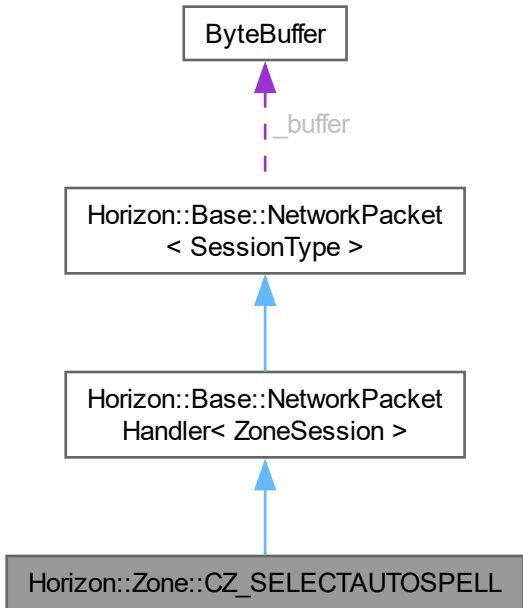 ByteBuffer
_buffer
Horizon::Base::NetworkPacket
< SessionType >
Horizon::Base::NetworkPacket
Handler< ZoneSession >
Horizon::Zone::CZ_SELECTAUTOSPELL